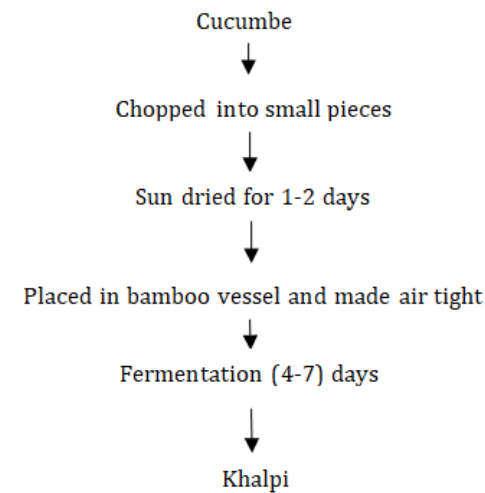 Cucumbe
Chopped into small pieces
Sun dried for 1-2 days
Placed in bamboo vessel and made air tight
Fermentation (4-7) days
Khalpi